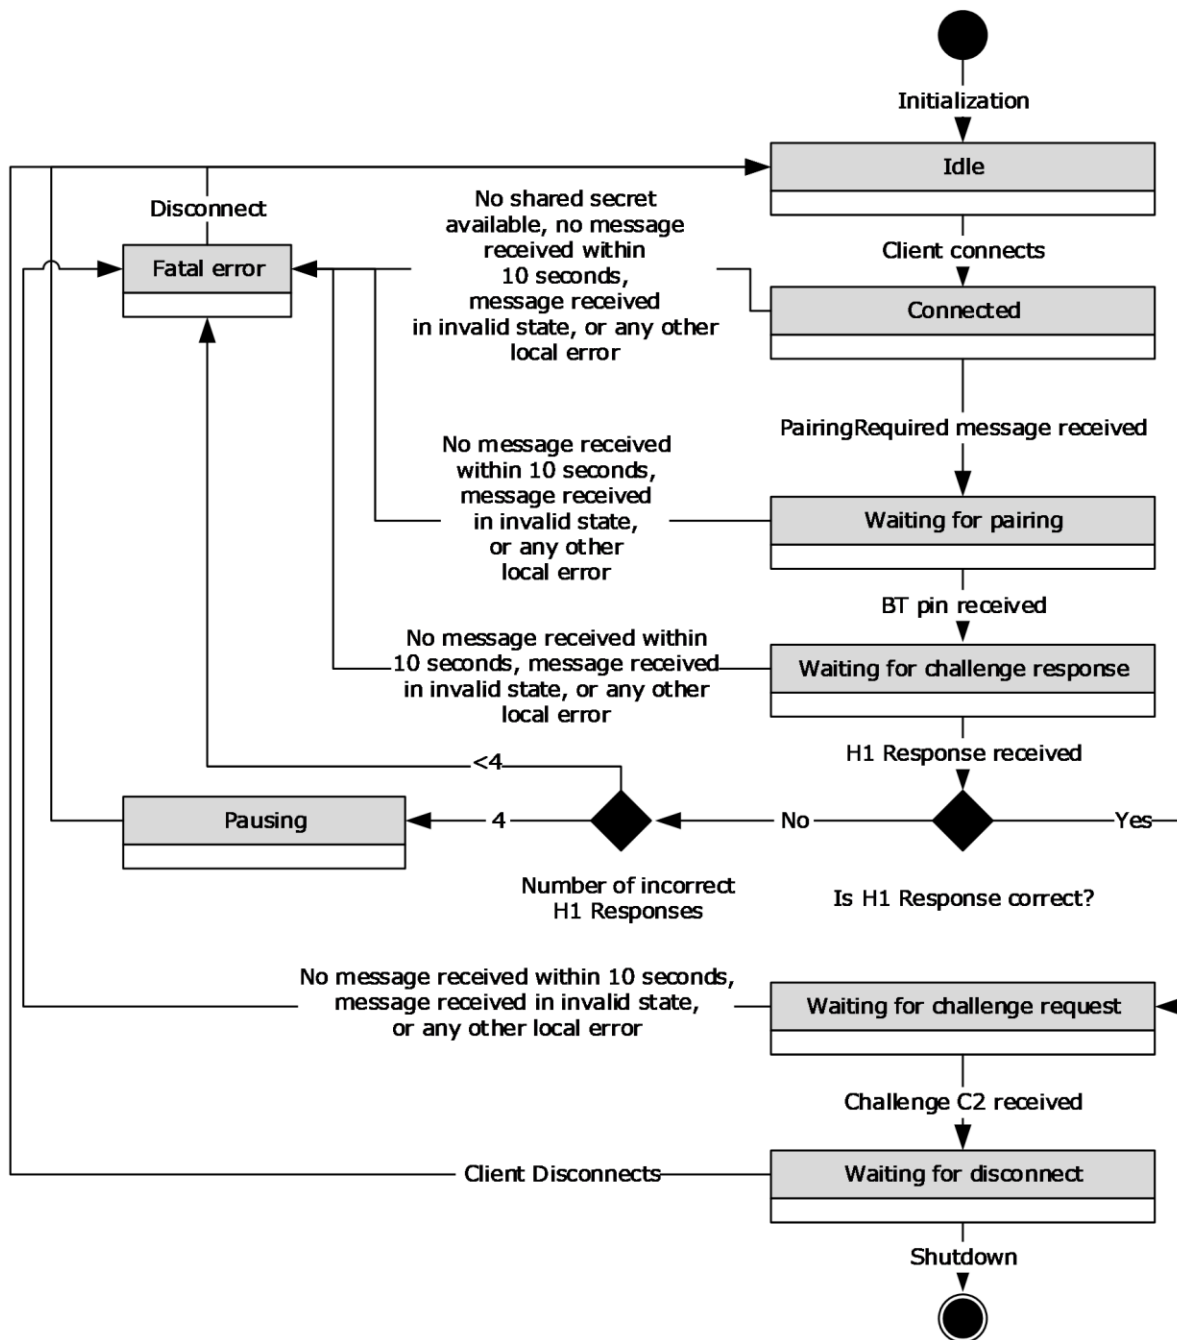 Initialization
Idle
Disconnect
No shared secret
available, no message
received within
10 seconds,
message received
in invalid state, or any other
local error
Client connects
Fatal error
Connected
PairingRequired message received
No message received
within 10 seconds,
message received
in invalid state,
or any other
local error
Waiting for pairing
BT pin received
No message received within
10 seconds, message received
in invalid state, or any other
local error
Waiting for challenge response
H1 Response received
<4
Pausing
4
No
Yes
Number of incorrect
H1 Responses
Is H1 Response correct?
No message received within 10 seconds,
message received in invalid state,
or any other local error
Waiting for challenge request
Challenge C2 received
Client Disconnects
Waiting for disconnect
Shutdown